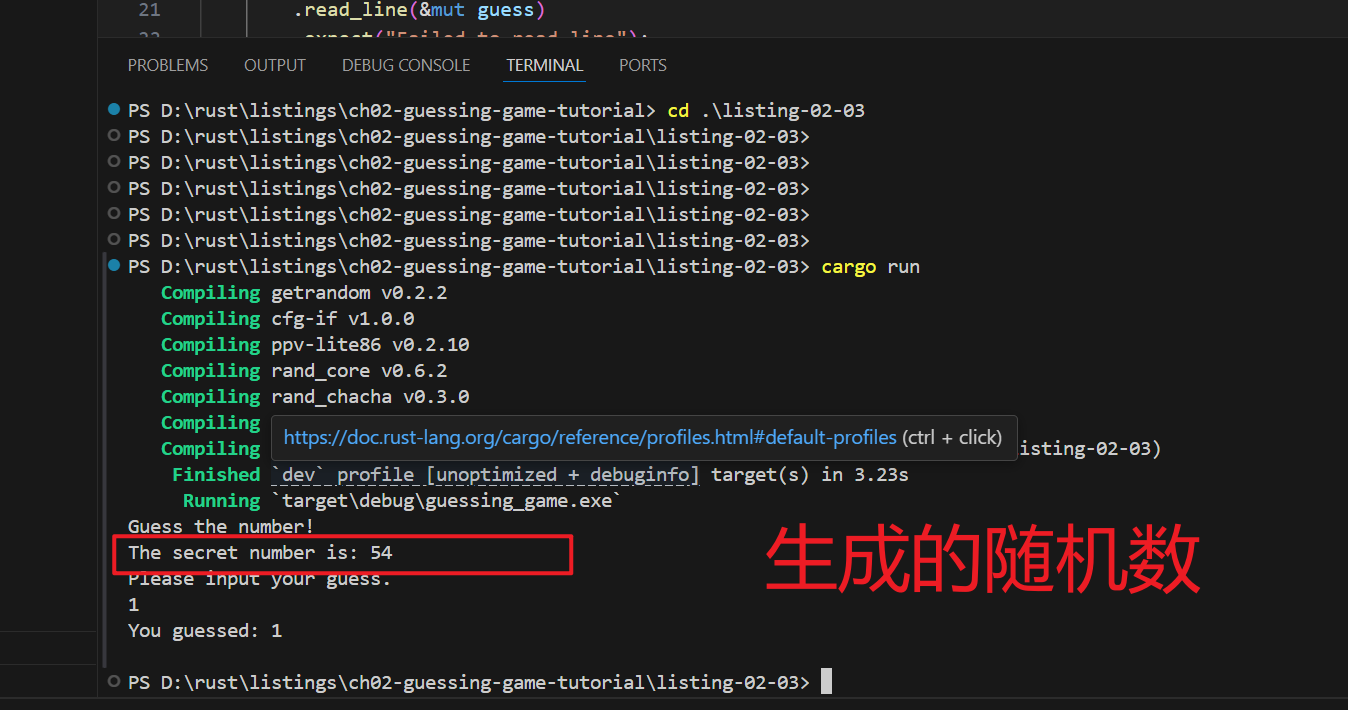 21 .read_line(&mut guess)
22 .expect("Failed to read line");
PROBLEMS OUTPUT DEBUG CONSOLE TERMINAL PORTS
PS D:\rust\listings\ch02-guessing-game-tutorial> cd .\listing-02-03
PS D:\rust\listings\ch02-guessing-game-tutorial\listing-02-03>
PS D:\rust\listings\ch02-guessing-game-tutorial\listing-02-03>
PS D:\rust\listings\ch02-guessing-game-tutorial\listing-02-03>
PS D:\rust\listings\ch02-guessing-game-tutorial\listing-02-03>
PS D:\rust\listings\ch02-guessing-game-tutorial\listing-02-03>
PS D:\rust\listings\ch02-guessing-game-tutorial\listing-02-03> cargo run
Compiling getrandom v0.2.2
Compiling cfg-if v1.0.0
Compiling ppv-lite86 v0.2.10
Compiling rand_core v0.6.2
Compiling rand_chacha v0.3.0
Compiling
https://doc.rust-lang.org/cargo/reference/profiles.html#default-profiles (ctrl + click)
Compiling isting-02-03)
Finished `dev` profile [unoptimized + debuginfo] target(s) in 3.23s
Running `target\debug\guessing_game.exe`
Guess the number!
The secret number is: 54
生成的随机数
Please input your guess.
1
You guessed: 1
PS D:\rust\listings\ch02-guessing-game-tutorial\listing-02-03>